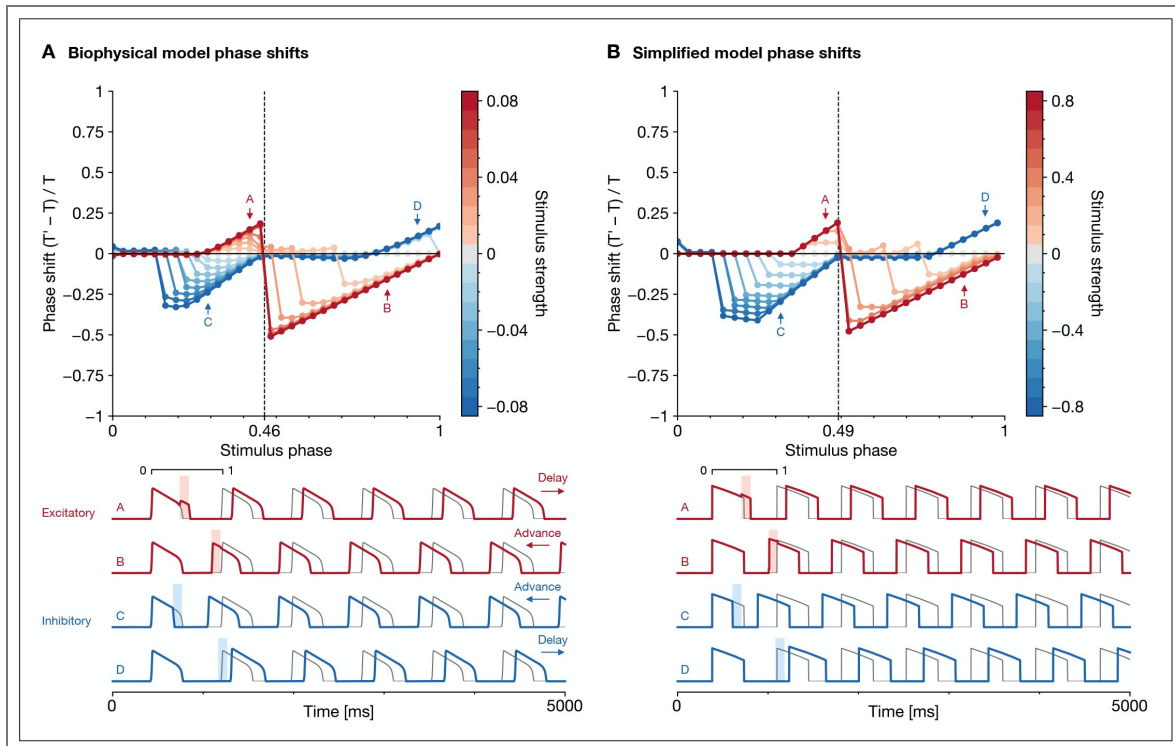 A Biophysical model phase shifts
1
0.75
0.5
0.25
0
−0.25
−0.5
−0.75
−1
Phase shift (T' − T) / T
A
B
C
D
0
0.46
1
Stimulus phase
0.08
0.04
0
−0.04
−0.08
Stimulus strength
B Simplified model phase shifts
1
0.75
0.5
0.25
0
−0.25
−0.5
−0.75
−1
Phase shift (T' − T) / T
A
B
C
D
0
0.49
1
Stimulus phase
0.8
0.4
0
−0.4
−0.8
Stimulus strength
0 1
Excitatory
A
Delay
B
Advance
Inhibitory
C
Advance
D
Delay
0
5000
Time [ms]
0 1
A
B
C
D
0
5000
Time [ms]